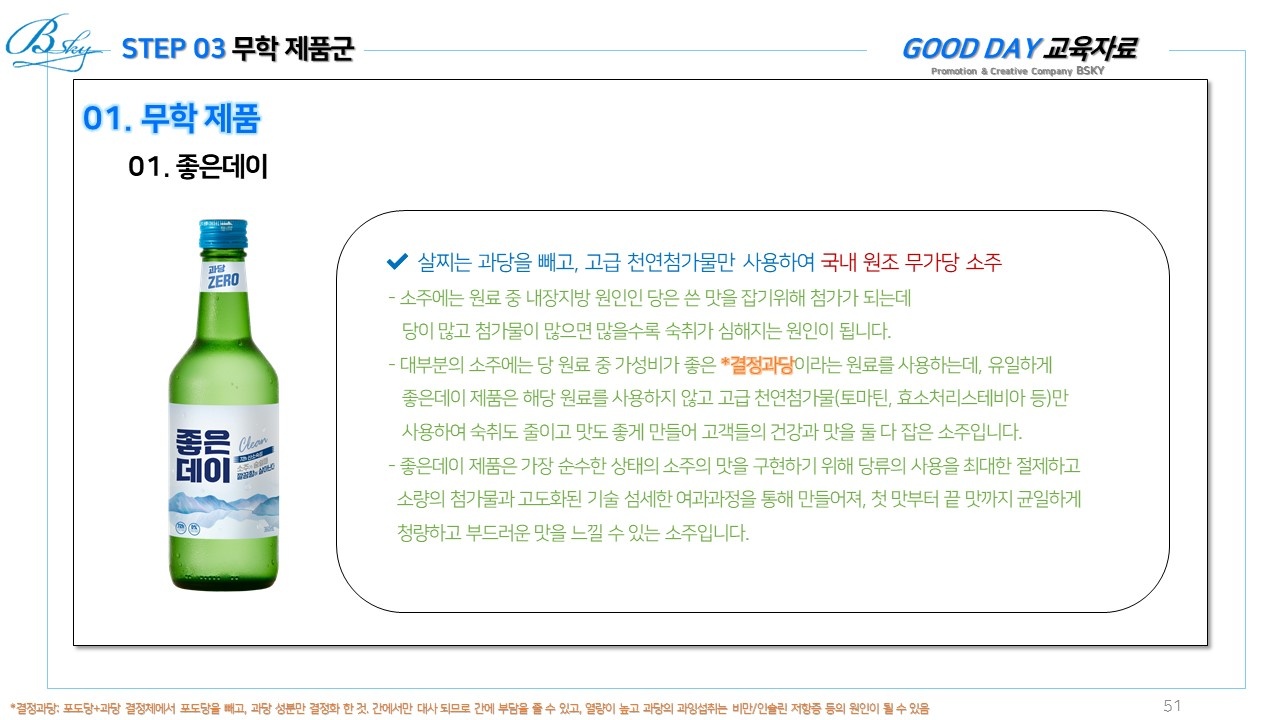 Bsky
STEP 03 무학 제품군
GOOD DAY 교육자료
Promotion & Creative Company BSKY
01. 무학 제품
01. 좋은데이
과당
ZERO
좋은
데이
Clean
✔ 살찌는 과당을 빼고, 고급 천연첨가물만 사용하여 국내 원조 무가당 소주
- 소주에는 원료 중 내장지방 원인인 당은 쓴 맛을 잡기위해 첨가가 되는데
당이 많고 첨가물이 많으면 많을수록 숙취가 심해지는 원인이 됩니다.
- 대부분의 소주에는 당 원료 중 가성비가 좋은 *결정과당이라는 원료를 사용하는데, 유일하게
좋은데이 제품은 해당 원료를 사용하지 않고 고급 천연첨가물(토마틴, 효소처리스테비아 등)만
사용하여 숙취도 줄이고 맛도 좋게 만들어 고객들의 건강과 맛을 둘 다 잡은 소주입니다.
- 좋은데이 제품은 가장 순수한 상태의 소주의 맛을 구현하기 위해 당류의 사용을 최대한 절제하고
소량의 첨가물과 고도화된 기술 섬세한 여과과정을 통해 만들어져, 첫 맛부터 끝 맛까지 균일하게
청량하고 부드러운 맛을 느낄 수 있는 소주입니다.
*결정과당: 포도당+과당 결정체에서 포도당을 빼고, 과당 성분만 결정화 한 것. 간에서만 대사 되므로 간에 부담을 줄 수 있고, 열량이 높고 과당의 과잉섭취는 비만/인슐린 저항증 등의 원인이 될 수 있음
51